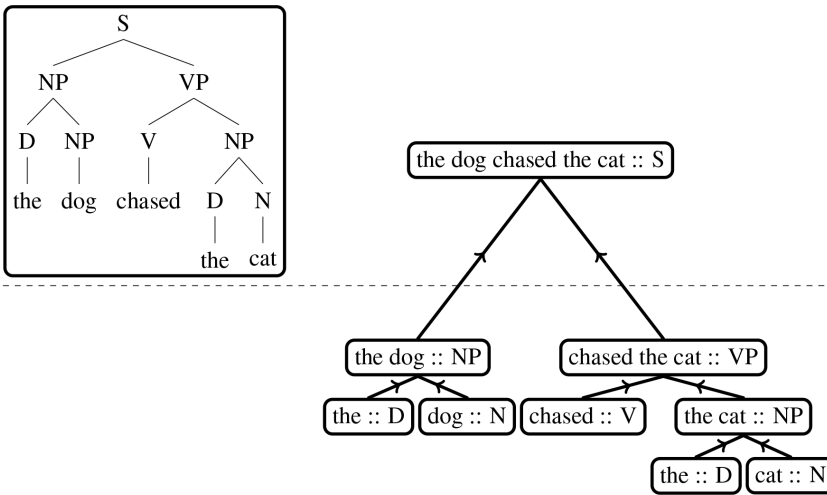 S
NP VP
D NP V NP
the dog chased D N
the cat
the dog chased the cat :: S
the dog :: NP chased the cat :: VP
the :: D dog :: N chased :: V the cat :: NP
the :: D cat :: N